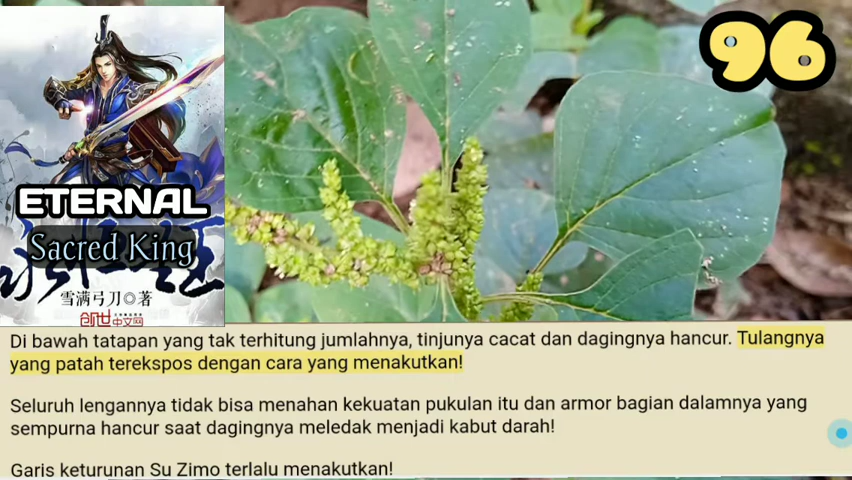 96
ETERNAL
Sacred King
雪满弓刀◎著
创世中文网
Di bawah tatapan yang tak terhitung jumlahnya, tinjunya cacat dan dagingnya hancur. Tulangnya
yang patah terekspos dengan cara yang menakutkan!
Seluruh lengannya tidak bisa menahan kekuatan pukulan itu dan armor bagian dalamnya yang
sempurna hancur saat dagingnya meledak menjadi kabut darah!
Garis keturunan Su Zimo terlalu menakutkan!